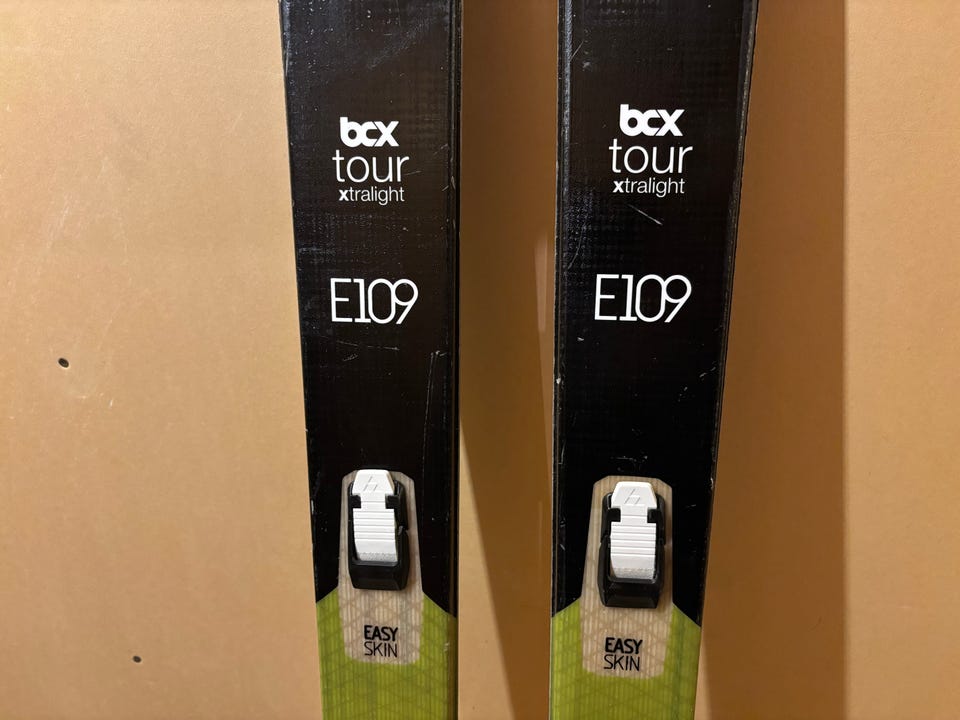 bcx
tour
xtralight
E109
EASY
SKIN
bcx
tour
xtralight
E109
EASY
SKIN